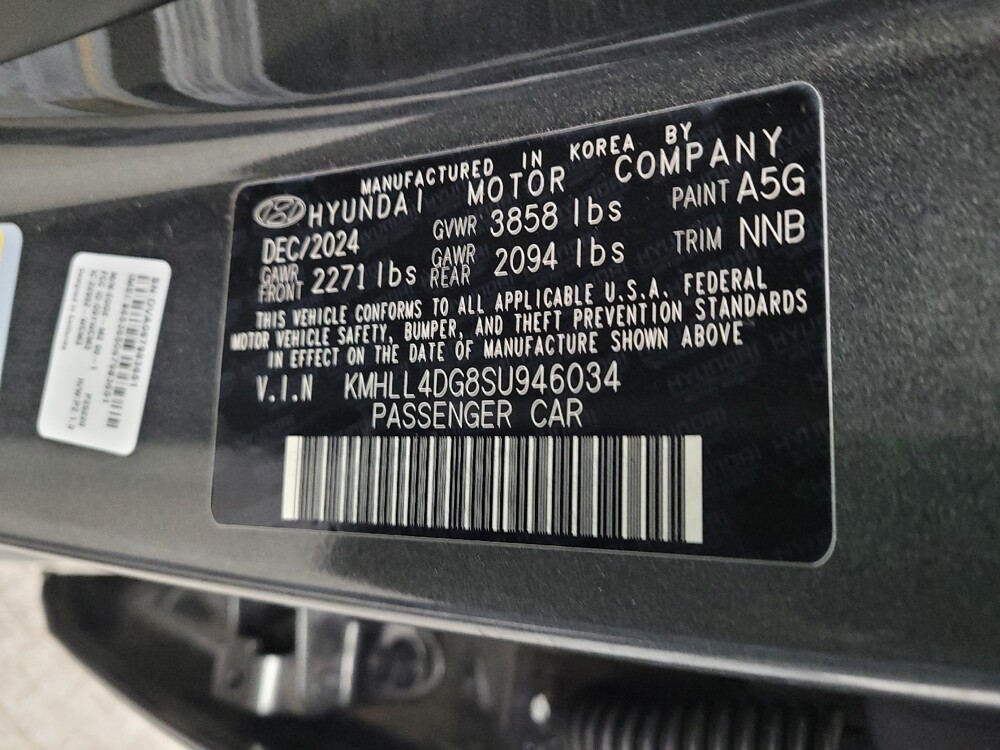 MANUFACTURED IN KOREA BY
HYUNDAI MOTOR COMPANY
DEC/2024 GVWR 3858 lbs PAINT A5G
GAWR FRONT 2271 lbs GAWR REAR 2094 lbs TRIM NNB
THIS VEHICLE CONFORMS TO ALL APPLICABLE U.S.A. FEDERAL
MOTOR VEHICLE SAFETY, BUMPER, AND THEFT PREVENTION STANDARDS
IN EFFECT ON THE DATE OF MANUFACTURE SHOWN ABOVE
V.I.N KMHLL4DG8SU946034
PASSENGER CAR